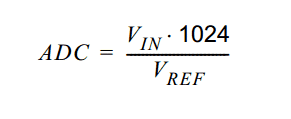 ADC = V_IN · 1024 / V_REF